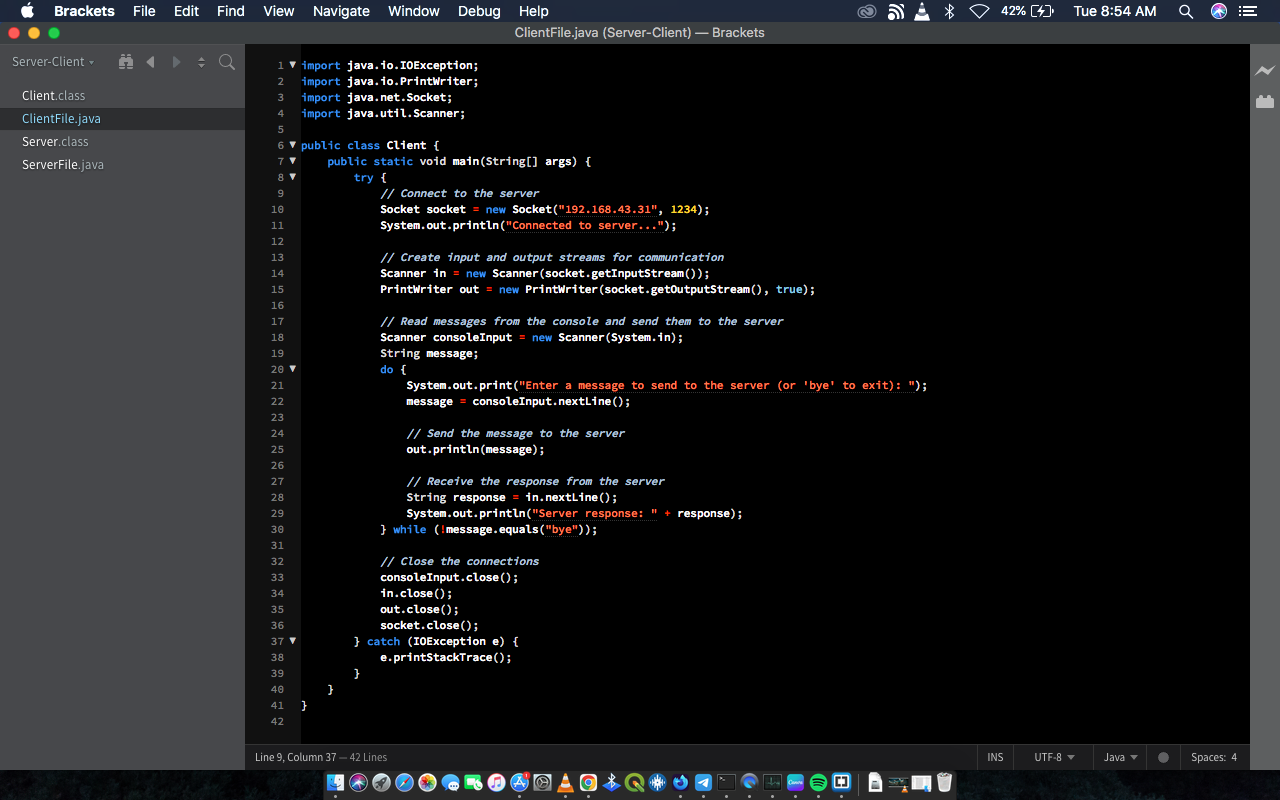 Brackets File Edit Find View Navigate Window Debug Help 42% Tue 8:54 AM
ClientFile.java (Server-Client) — Brackets
Server-Client
Client.class
ClientFile.java
Server.class
ServerFile.java
1 import java.io.IOException;
2 import java.io.PrintWriter;
3 import java.net.Socket;
4 import java.util.Scanner;
5
6 public class Client {
7 public static void main(String[] args) {
8 try {
9 // Connect to the server
10 Socket socket = new Socket("192.168.43.31", 1234);
11 System.out.println("Connected to server...");
12
13 // Create input and output streams for communication
14 Scanner in = new Scanner(socket.getInputStream());
15 PrintWriter out = new PrintWriter(socket.getOutputStream(), true);
16
17 // Read messages from the console and send them to the server
18 Scanner consoleInput = new Scanner(System.in);
19 String message;
20 do {
21 System.out.print("Enter a message to send to the server (or 'bye' to exit): ");
22 message = consoleInput.nextLine();
23
24 // Send the message to the server
25 out.println(message);
26
27 // Receive the response from the server
28 String response = in.nextLine();
29 System.out.println("Server response: " + response);
30 } while (!message.equals("bye"));
31
32 // Close the connections
33 consoleInput.close();
34 in.close();
35 out.close();
36 socket.close();
37 } catch (IOException e) {
38 e.printStackTrace();
39 }
40 }
41 }
42
Line 9, Column 37 — 42 Lines INS UTF-8 Java Spaces: 4